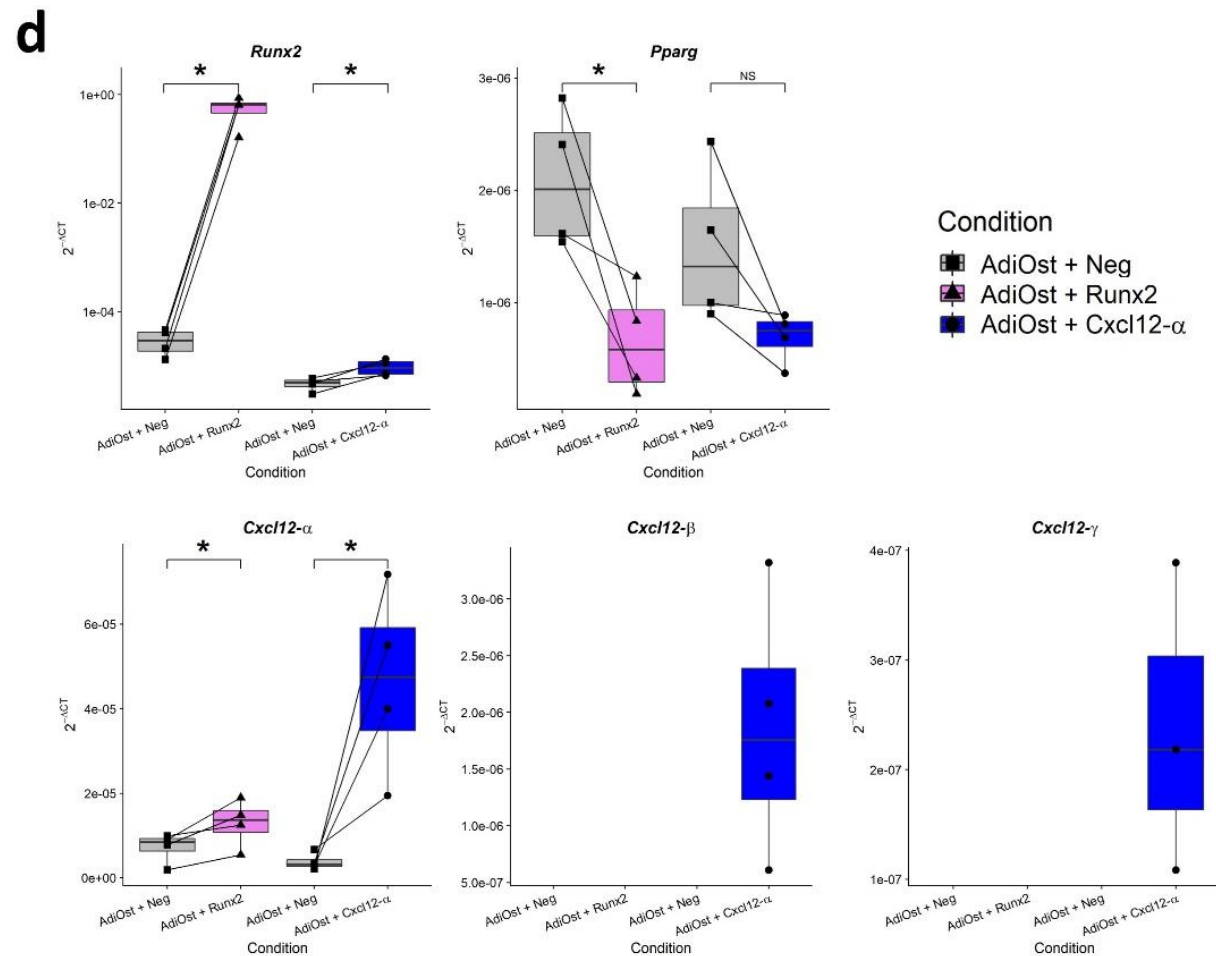 d
Runx2
*
*
1e+00
1e-02
1e-04
2^-ΔCT
AdiOst + Neg
AdiOst + Runx2
AdiOst + Neg
AdiOst + Cxcl12-α
Condition
Pparg
*
NS
3e-06
2e-06
1e-06
2^-ΔCT
AdiOst + Neg
AdiOst + Runx2
AdiOst + Neg
AdiOst + Cxcl12-α
Condition
Condition
AdiOst + Neg
AdiOst + Runx2
AdiOst + Cxcl12-α
Cxcl12-α
*
*
6e-05
4e-05
2e-05
0e+00
2^-ΔCT
AdiOst + Neg
AdiOst + Runx2
AdiOst + Neg
AdiOst + Cxcl12-α
Condition
Cxcl12-β
3.0e-06
2.5e-06
2.0e-06
1.5e-06
1.0e-06
5.0e-07
2^-ΔCT
AdiOst + Neg
AdiOst + Runx2
AdiOst + Neg
AdiOst + Cxcl12-α
Condition
Cxcl12-γ
4e-07
3e-07
2e-07
1e-07
2^-ΔCT
AdiOst + Neg
AdiOst + Runx2
AdiOst + Neg
AdiOst + Cxcl12-α
Condition